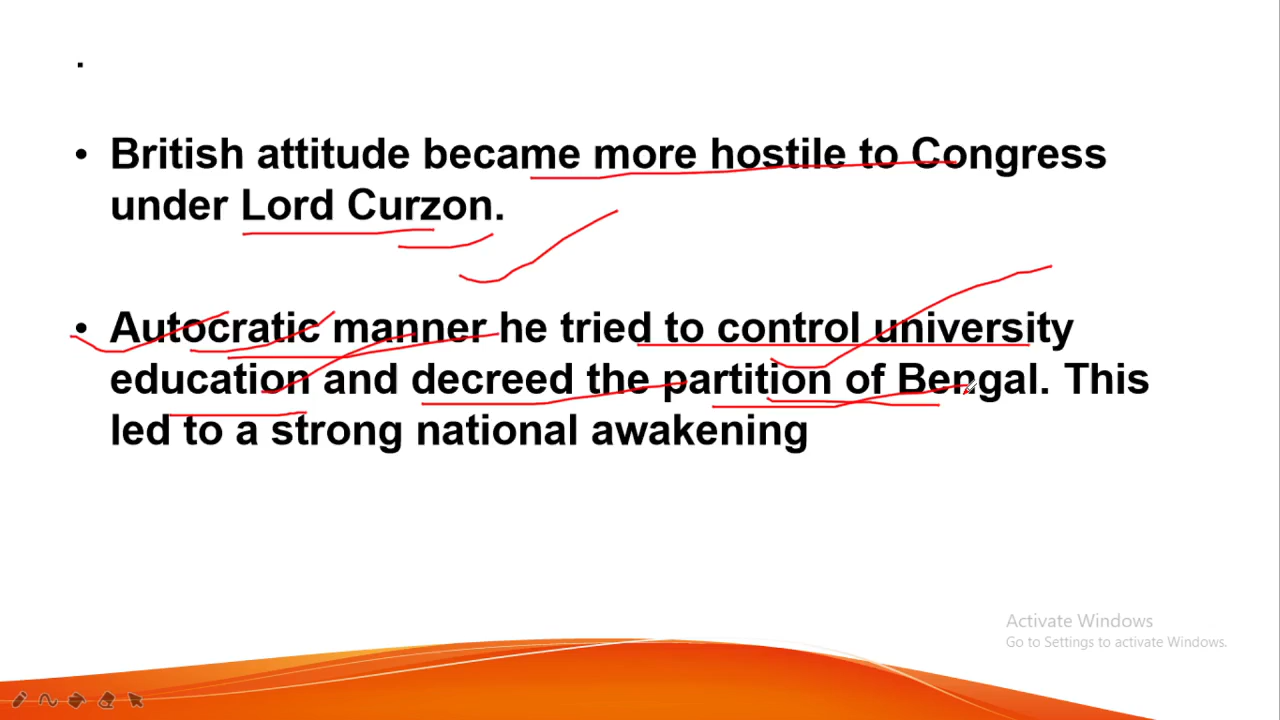 • British attitude became more hostile to Congress
under Lord Curzon.
• Autocratic manner he tried to control university
education and decreed the partition of Bengal. This
led to a strong national awakening
Activate Windows
Go to Settings to activate Windows.